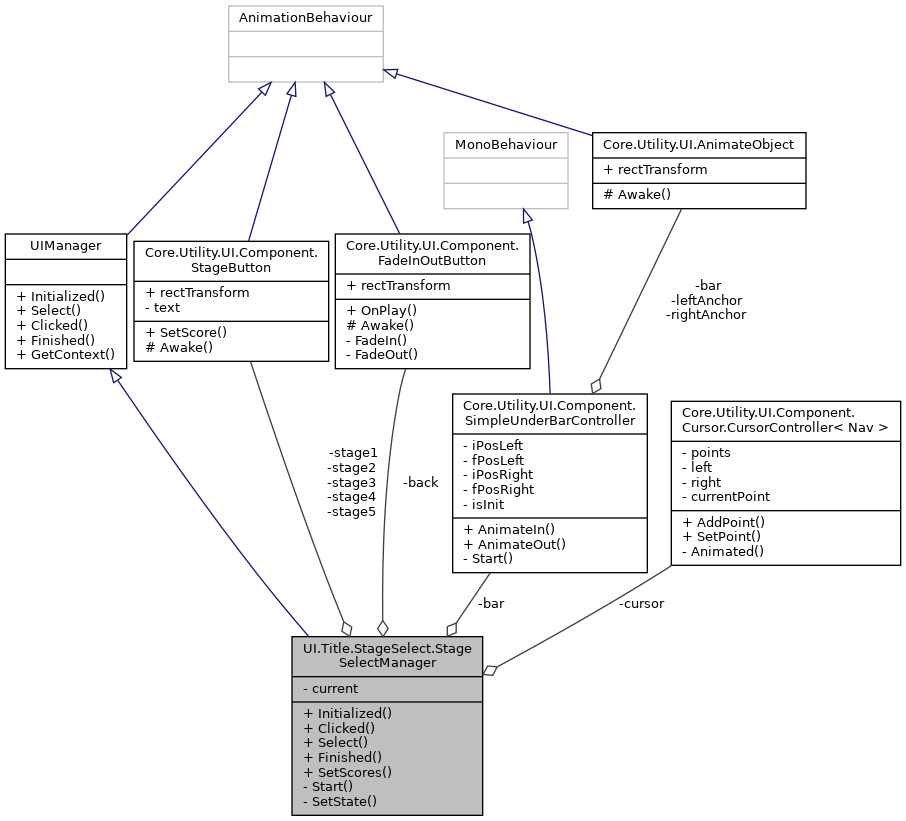 AnimationBehaviour
MonoBehaviour
Core.Utility.UI.AnimateObject
+ rectTransform
# Awake()
UIManager
+ Initialized()
+ Select()
+ Clicked()
+ Finished()
+ GetContext()
Core.Utility.UI.Component.
StageButton
+ rectTransform
- text
+ SetScore()
# Awake()
Core.Utility.UI.Component.
FadeInOutButton
+ rectTransform
+ OnPlay()
# Awake()
- FadeIn()
- FadeOut()
-bar
-leftAnchor
-rightAnchor
Core.Utility.UI.Component.
SimpleUnderBarController
- iPosLeft
- fPosLeft
- iPosRight
- fPosRight
- isInit
+ AnimateIn()
+ AnimateOut()
- Start()
Core.Utility.UI.Component.
Cursor.CursorController< Nav >
- points
- left
- right
- currentPoint
+ AddPoint()
+ SetPoint()
- Animated()
-stage1
-stage2
-stage3
-stage4
-stage5
-back
-bar
-cursor
UI.Title.StageSelect.Stage
SelectManager
- current
+ Initialized()
+ Clicked()
+ Select()
+ Finished()
+ SetScores()
- Start()
- SetState()